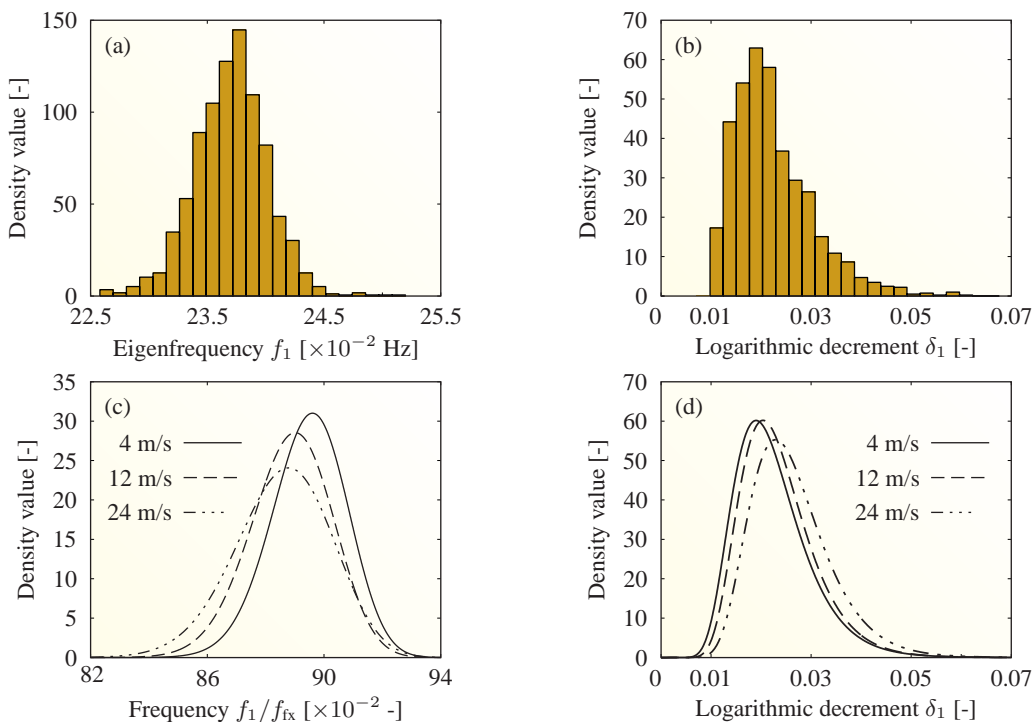 (a)
Density value [-]
150
100
50
0
22.5 23.5 24.5 25.5
Eigenfrequency f₁ [×10⁻² Hz]
(b)
Density value [-]
70
60
50
40
30
20
10
0
0 0.01 0.03 0.05 0.07
Logarithmic decrement δ₁ [-]
(c)
Density value [-]
35
30
25
20
15
10
5
0
4 m/s
12 m/s
24 m/s
82 86 90 94
Frequency f₁/f_fx [×10⁻² -]
(d)
Density value [-]
70
60
50
40
30
20
10
0
4 m/s
12 m/s
24 m/s
0 0.01 0.03 0.05 0.07
Logarithmic decrement δ₁ [-]